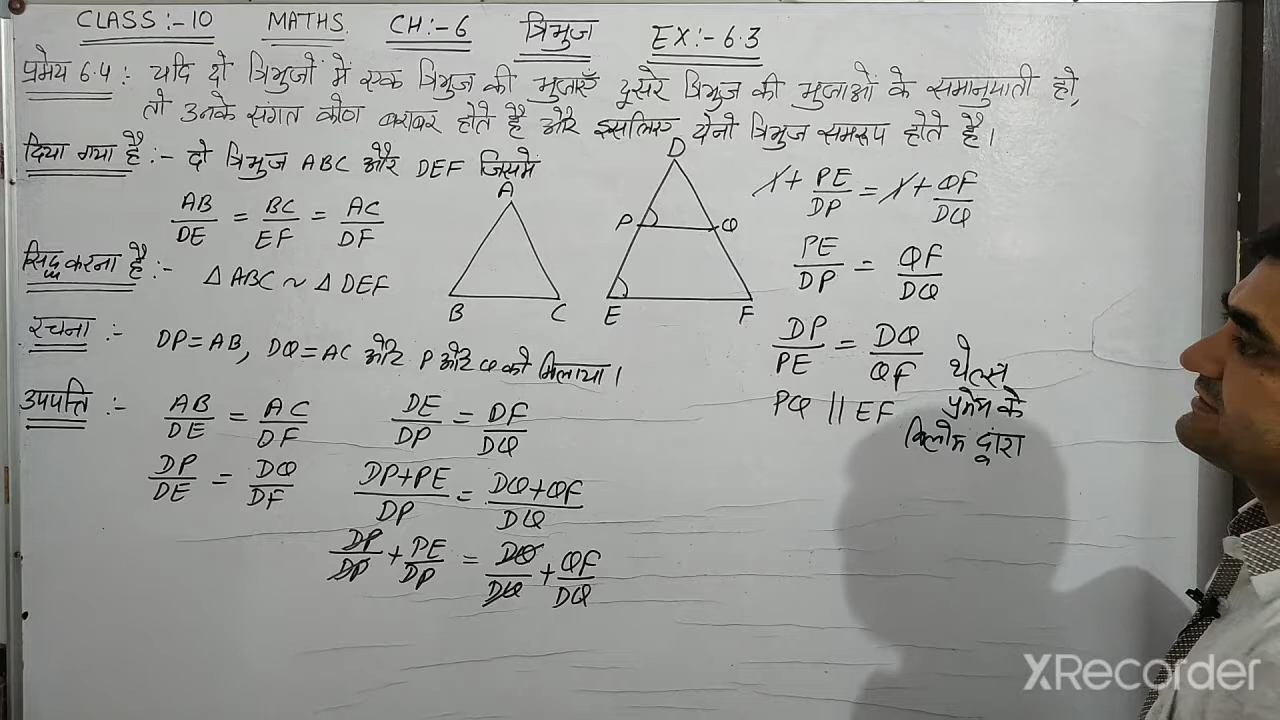 CLASS:-10 MATHS CH:-6 त्रिभुज EX:-6.3
प्रमेय 6.4:- यदि दो त्रिभुजों में एक त्रिभुज की भुजाएँ दूसरे त्रिभुज की भुजाओं के समानुपाती हो,
तो उनके संगत कोण बराबर होते है और इसलिए दोनो त्रिभुज समरूप होते है।
दिया गया है:- दो त्रिभुज ABC और DEF जिसमे
AB/DE = BC/EF = AC/DF
सिद्ध करना है:- Δ ABC ~ Δ DEF
रचना :- DP=AB, DQ=AC और P और Q को मिलाया।
उपपत्ति :- AB/DE = AC/DF
DP/DE = DQ/DF
DE/DP = DF/DQ
DP+PE/DP = DQ+QF/DQ
DP/DP + PE/DP = DQ/DQ + QF/DQ
A
B C
D
P Q
E F
1+ PE/DP = 1+ QF/DQ
PE/DP = QF/DQ
DP/PE = DQ/QF थेल्स
PQ || EF प्रमेय के
विलोम द्वारा
XRecorder